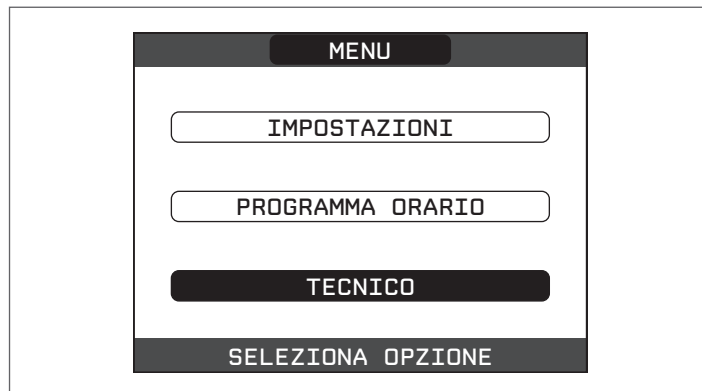 MENU
IMPOSTAZIONI
PROGRAMMA ORARIO
TECNICO
SELEZIONA OPZIONE